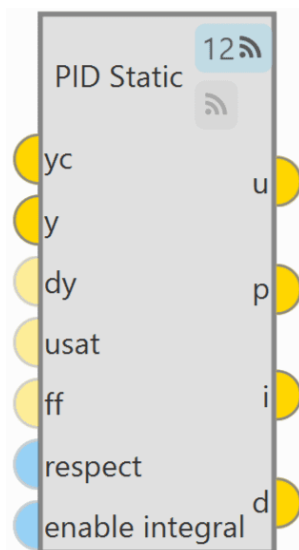 12
PID Static
yc
u
y
dy
p
usat
i
ff
respect
d
enable integral